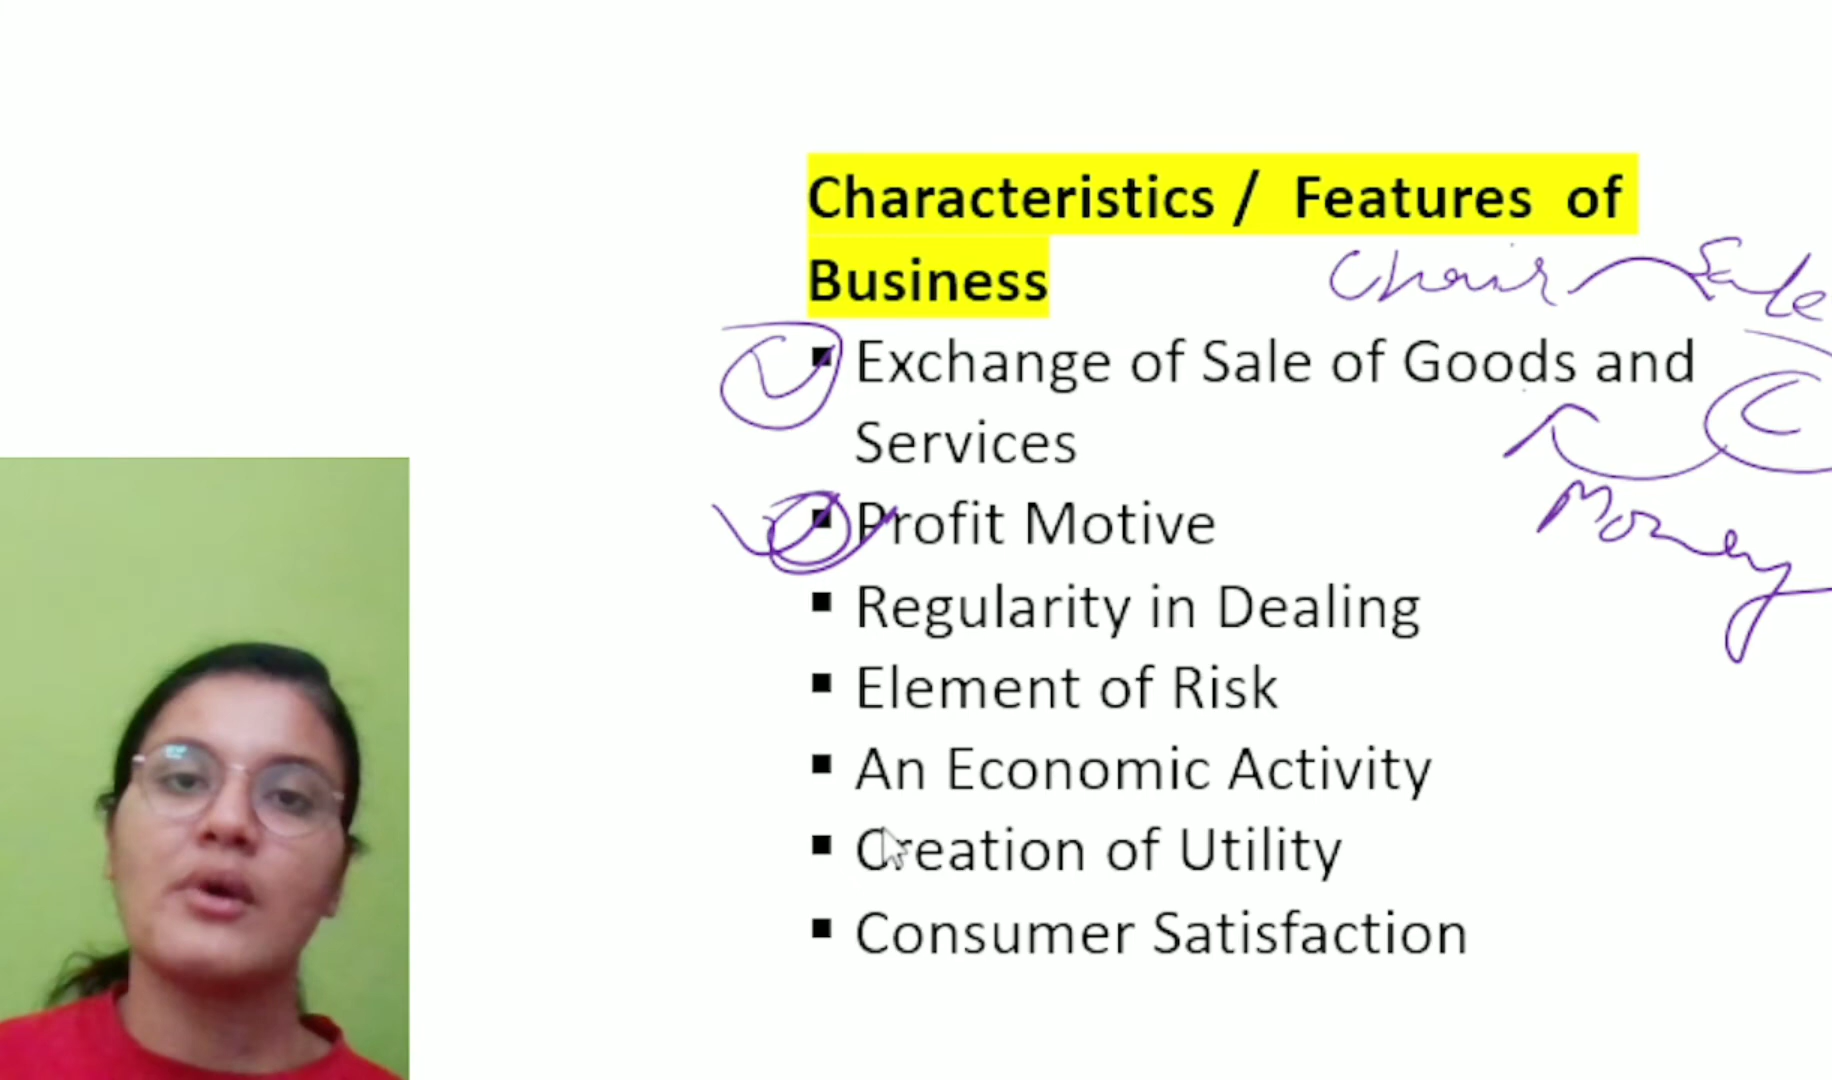 Characteristics / Features of
Business
Chair Sale
▪ Exchange of Sale of Goods and
Services
C
▪ Profit Motive
Money
▪ Regularity in Dealing
▪ Element of Risk
▪ An Economic Activity
▪ Creation of Utility
▪ Consumer Satisfaction